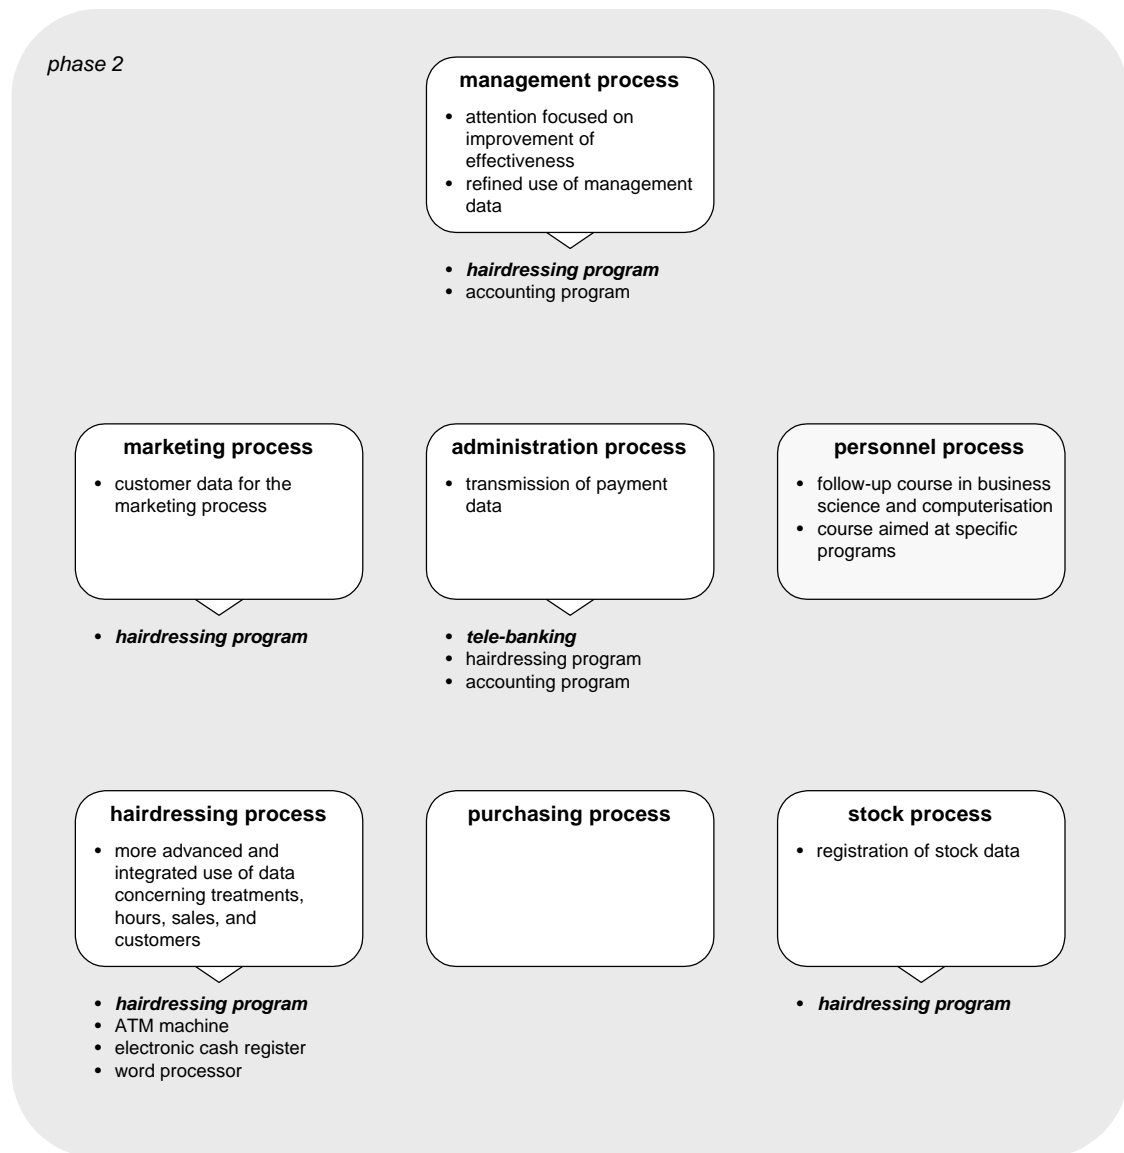 phase 2
management process
• attention focused on
improvement of
effectiveness
• refined use of management
data
• hairdressing program
• accounting program
marketing process
• customer data for the
marketing process
• hairdressing program
administration process
• transmission of payment
data
• tele-banking
• hairdressing program
• accounting program
personnel process
• follow-up course in business
science and computerisation
• course aimed at specific
programs
hairdressing process
• more advanced and
integrated use of data
concerning treatments,
hours, sales, and
customers
• hairdressing program
• ATM machine
• electronic cash register
• word processor
purchasing process
stock process
• registration of stock data
• hairdressing program